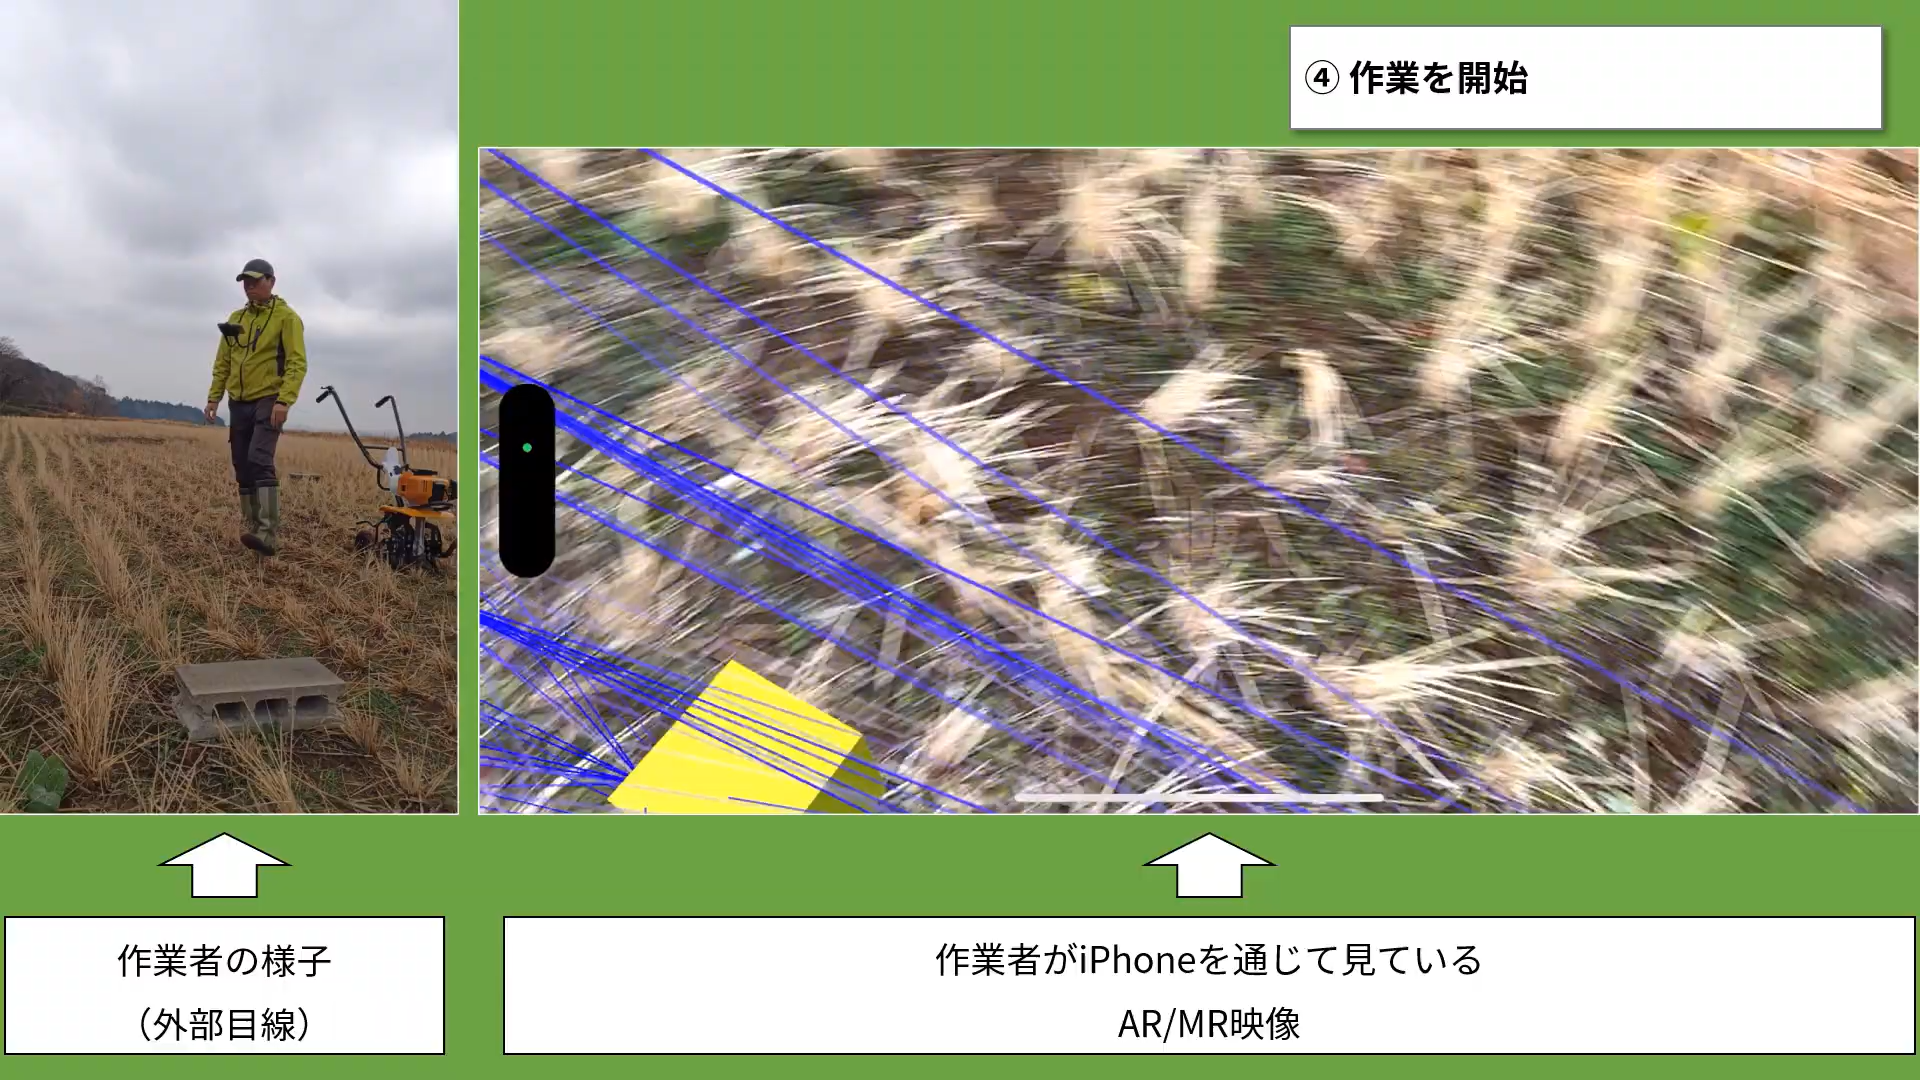 ④ 作業を開始
作業者の様子
（外部目線）
作業者がiPhoneを通じて見ている
AR/MR映像